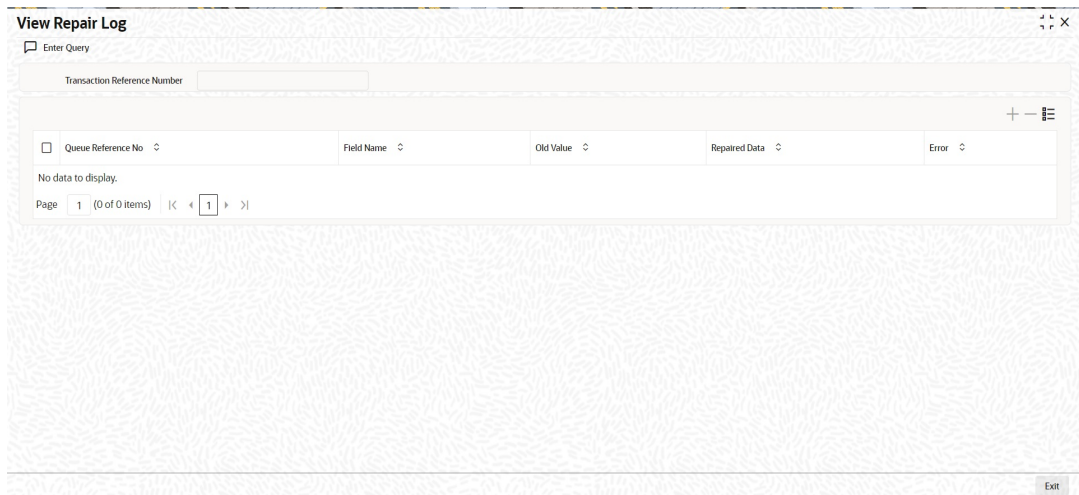 View Repair Log
Enter Query
Transaction Reference Number
Queue Reference No Field Name Old Value Repaired Data Error
No data to display.
Page 1 (0 of 0 items) 1
Exit